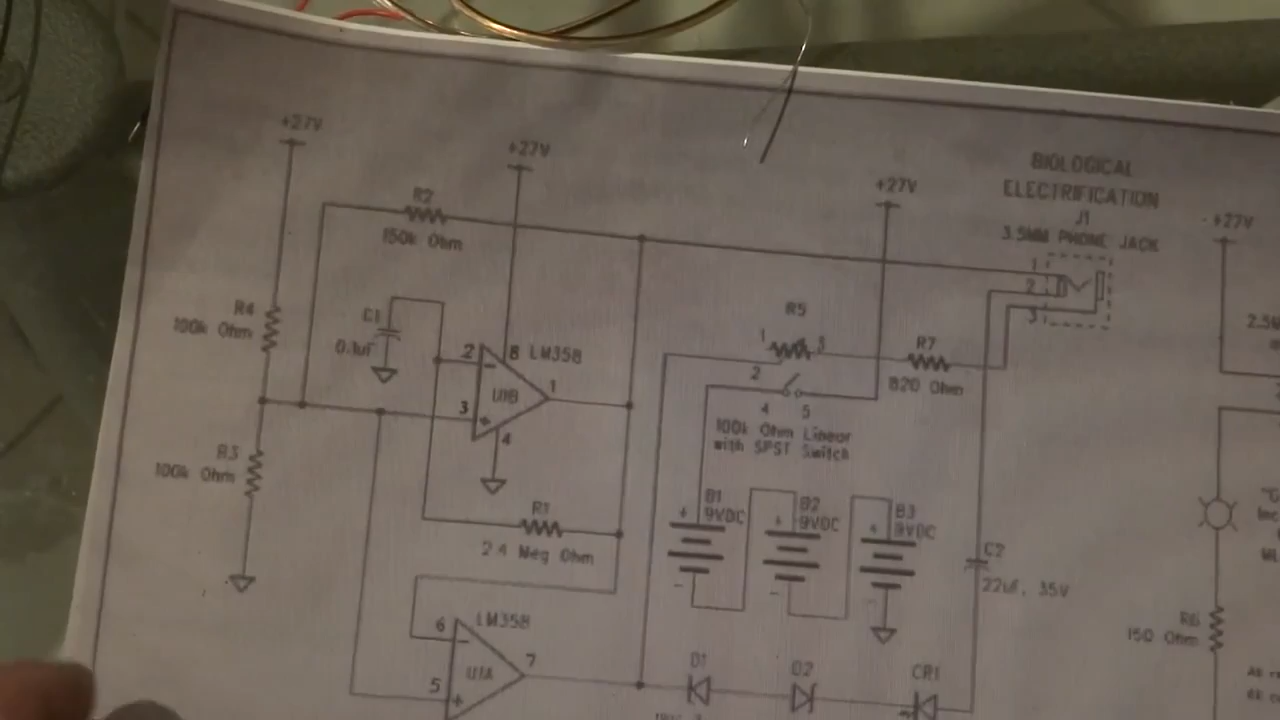 +27V
+27V
+27V
+27V
BIOLOGICAL
ELECTRIFICATION
J1
3.5MM PHONE JACK
1
2
3
R2
150k Ohm
R4
100k Ohm
C1
0.1uF
2
8
LM358
U1B
1
3
4
R5
1
3
2
4
5
100k Ohm Linear
with SPST Switch
R7
820 Ohm
R3
100k Ohm
R1
2.4 Meg Ohm
B1
9VDC
B2
9VDC
B3
9VDC
C2
22uF, 35V
6
LM358
U1A
7
5
D1
D2
CR1
R6
150 Ohm